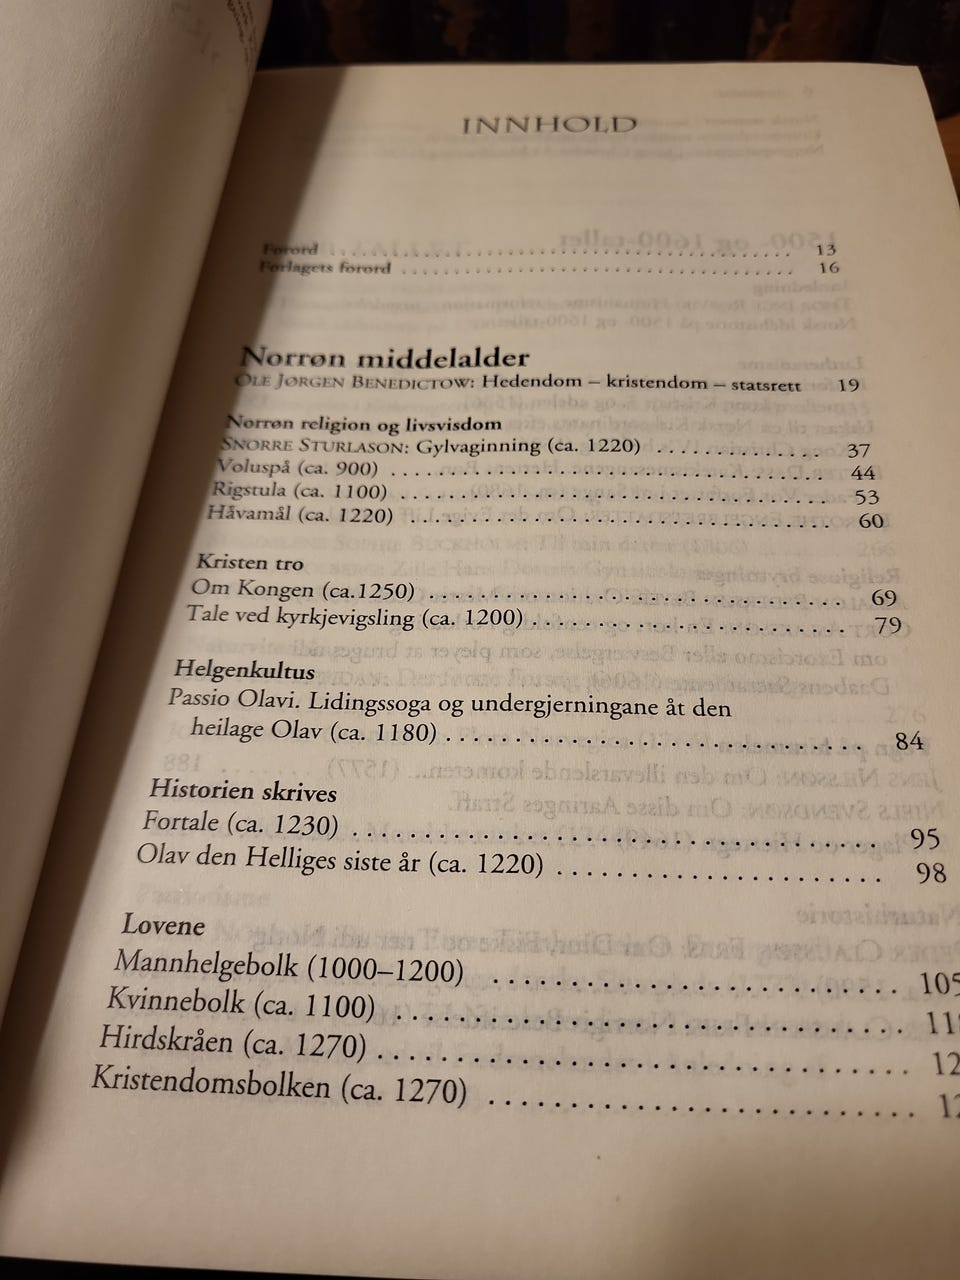 INNHOLD
Forord . . . . . . . . . . . . . . . . . . . . . . . . . . . . . . . . . . . . . . . . 13
Forlagets forord . . . . . . . . . . . . . . . . . . . . . . . . . . . . . . . . 16
Norrøn middelalder
OLE JØRGEN BENEDICTOW: Hedendom – kristendom – statsrett 19
Norrøn religion og livsvisdom
SNORRE STURLASON: Gylvaginning (ca. 1220) . . . . . . . . . . . . 37
Voluspå (ca. 900) . . . . . . . . . . . . . . . . . . . . . . . . . . . . . . . 44
Rigstula (ca. 1100) . . . . . . . . . . . . . . . . . . . . . . . . . . . . . . 53
Håvamål (ca. 1220) . . . . . . . . . . . . . . . . . . . . . . . . . . . . . 60
Kristen tro
Om Kongen (ca.1250) . . . . . . . . . . . . . . . . . . . . . . . . . . . . 69
Tale ved kyrkjevigsling (ca. 1200) . . . . . . . . . . . . . . . . . . . . . 79
Helgenkultus
Passio Olavi. Lidingssoga og undergjerningane åt den
heilage Olav (ca. 1180) . . . . . . . . . . . . . . . . . . . . . . . . . . . 84
Historien skrives
Fortale (ca. 1230) . . . . . . . . . . . . . . . . . . . . . . . . . . . . . . . 95
Olav den Helliges siste år (ca. 1220) . . . . . . . . . . . . . . . . . . 98
Lovene
Mannhelgebolk (1000–1200) . . . . . . . . . . . . . . . . . . . . . . . 105
Kvinnebolk (ca. 1100) . . . . . . . . . . . . . . . . . . . . . . . . . . . .
Hirdskråen (ca. 1270) . . . . . . . . . . . . . . . . . . . . . . . . . . . .
Kristendomsbolken (ca. 1270) . . . . . . . . . . . . . . . . . . . . . .